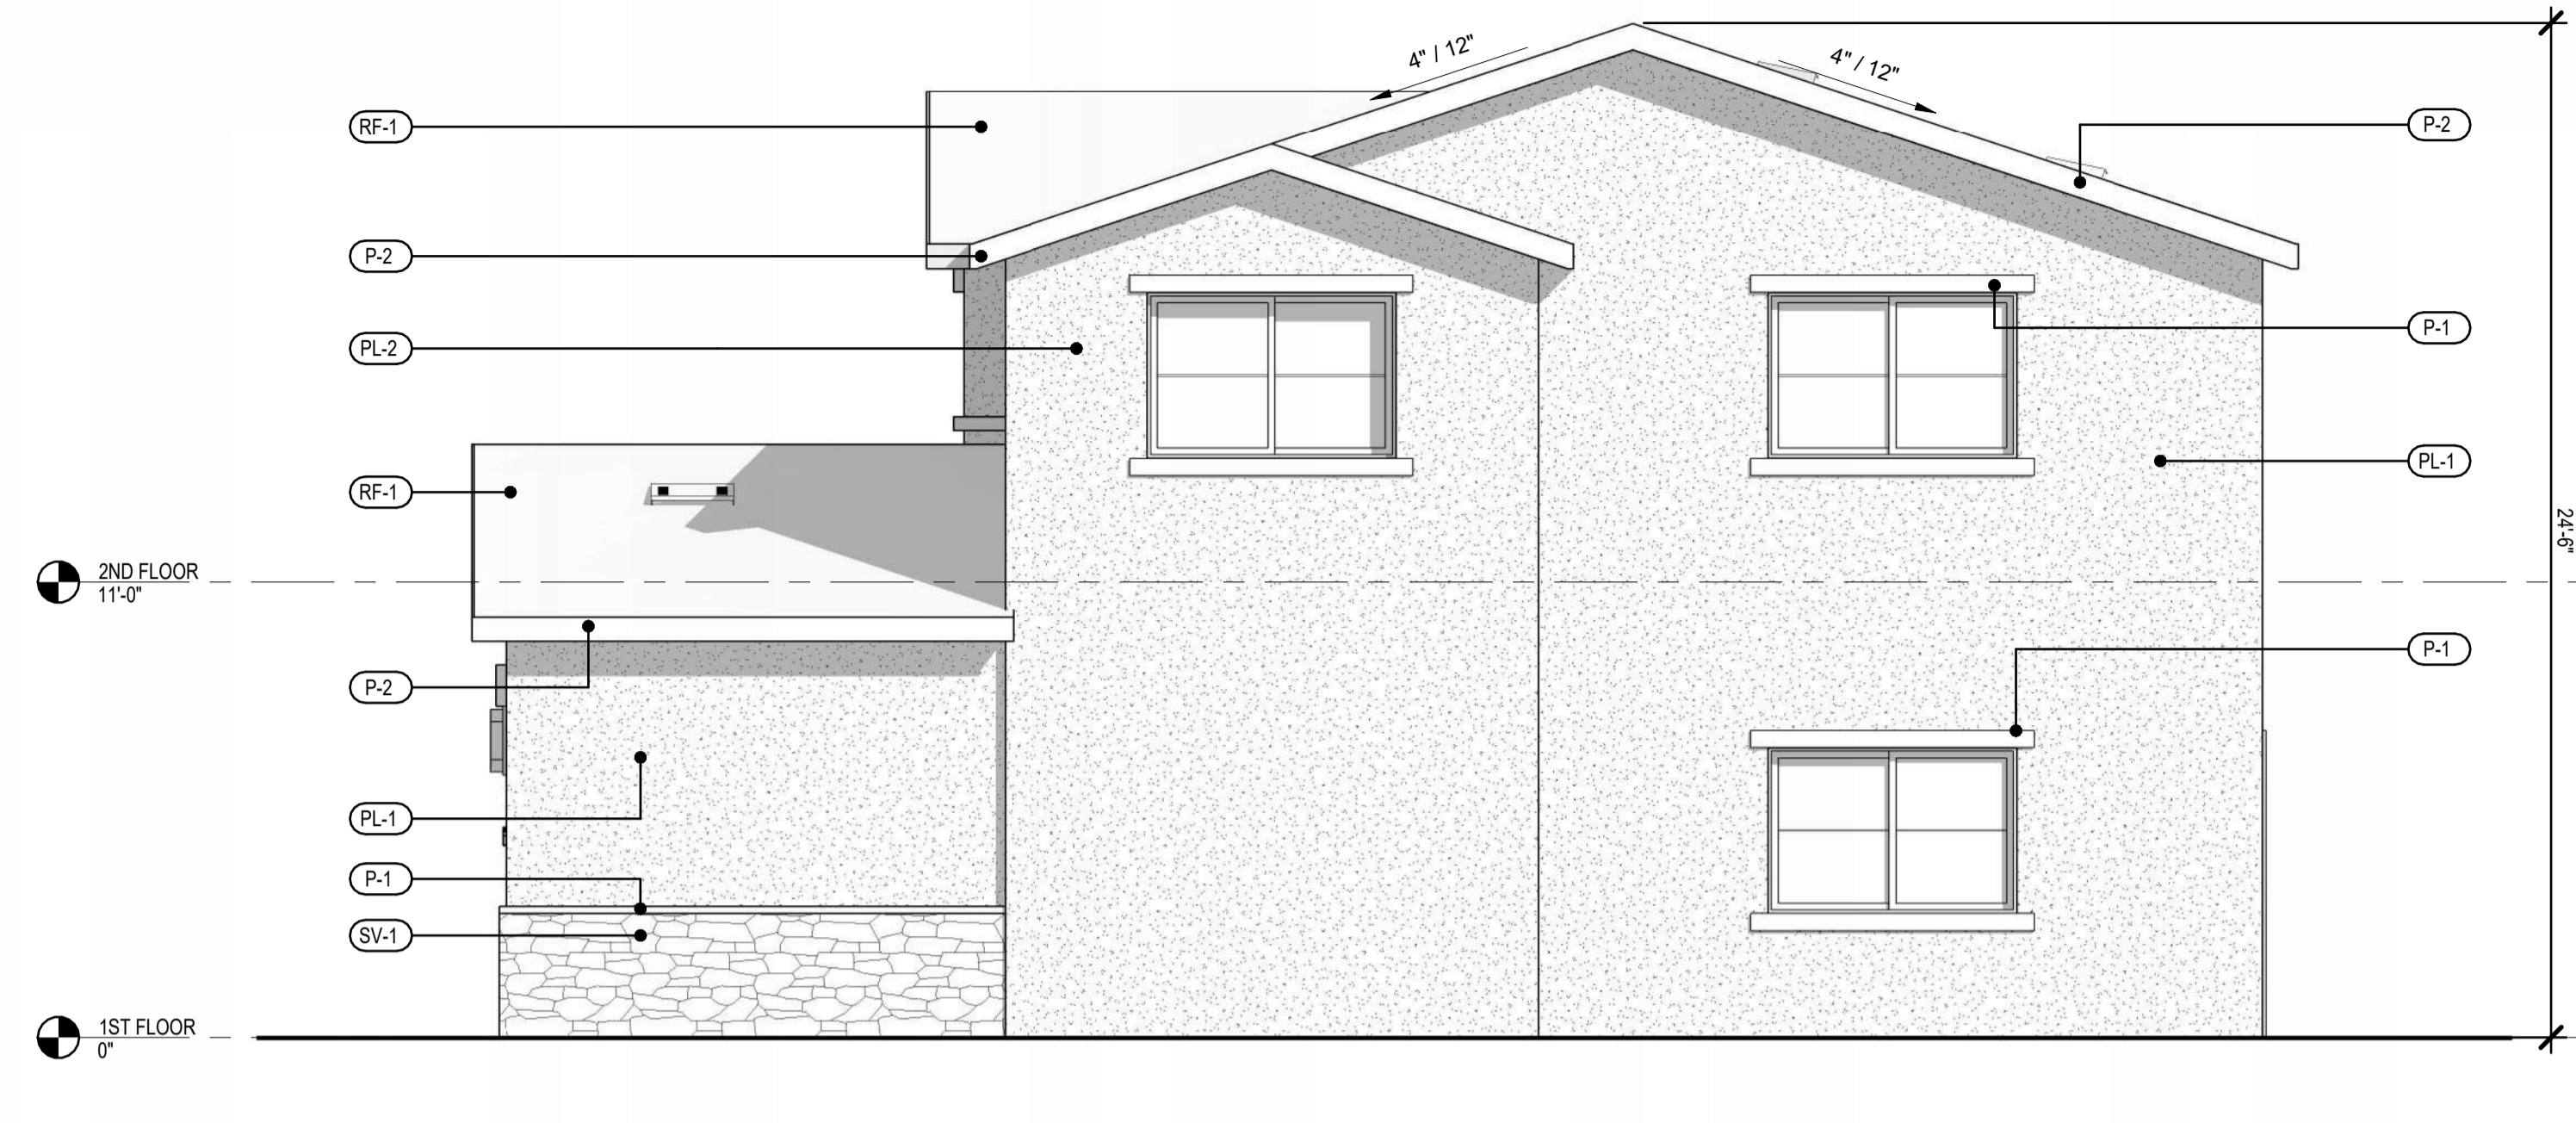 4" / 12"
4" / 12"
RF-1
P-2
P-2
PL-2
P-1
PL-1
RF-1
24'-6"
2ND FLOOR
11'-0"
P-2
P-1
PL-1
P-1
SV-1
1ST FLOOR
0"